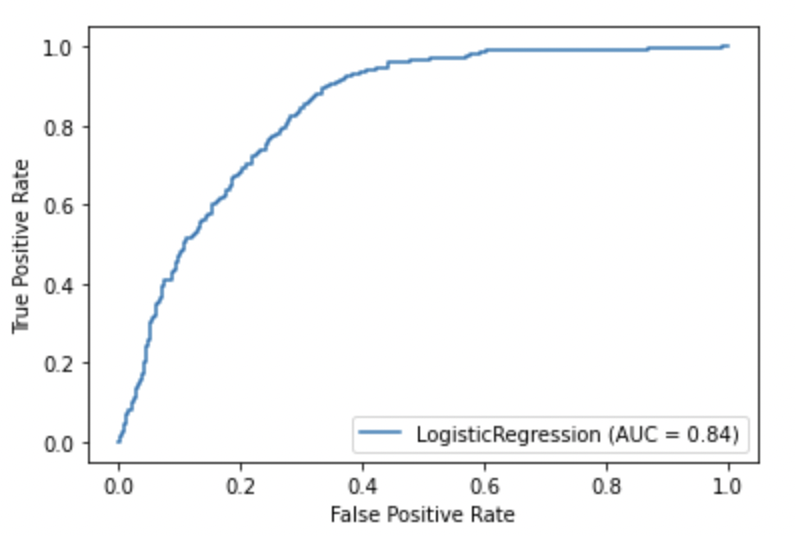 1.0
0.8
0.6
0.4
0.2
0.0
True Positive Rate
LogisticRegression (AUC = 0.84)
0.0 0.2 0.4 0.6 0.8 1.0
False Positive Rate